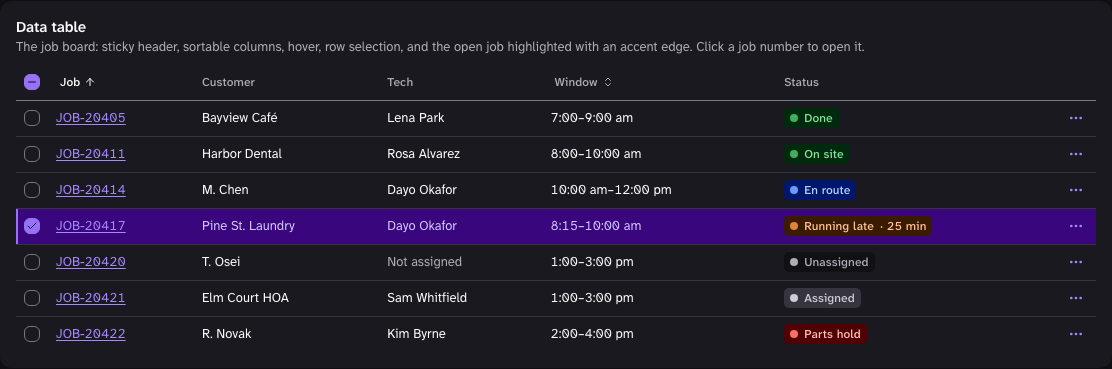 Data table
The job board: sticky header, sortable columns, hover, row selection, and the open job highlighted with an accent edge. Click a job number to open it.
Job ↑ Customer Tech Window Status
JOB-20405 Bayview Café Lena Park 7:00–9:00 am Done
JOB-20411 Harbor Dental Rosa Alvarez 8:00–10:00 am On site
JOB-20414 M. Chen Dayo Okafor 10:00 am–12:00 pm En route
JOB-20417 Pine St. Laundry Dayo Okafor 8:15–10:00 am Running late · 25 min
JOB-20420 T. Osei Not assigned 1:00–3:00 pm Unassigned
JOB-20421 Elm Court HOA Sam Whitfield 1:00–3:00 pm Assigned
JOB-20422 R. Novak Kim Byrne 2:00–4:00 pm Parts hold